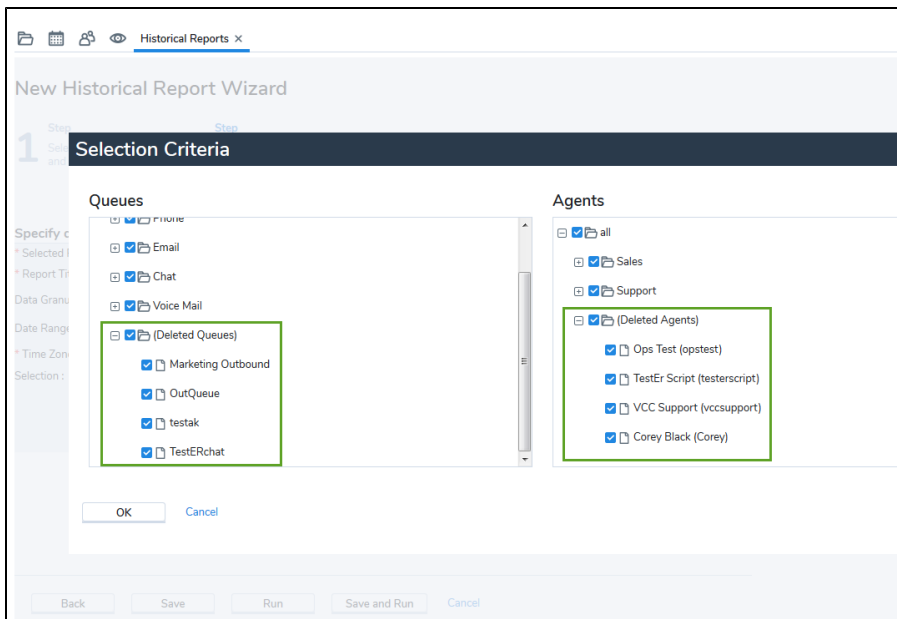 Historical Reports ×
New Historical Report Wizard
Step
Step
1
Sele
and
Selection Criteria
Queues
Agents
Phone
Email
Chat
Voice Mail
(Deleted Queues)
Marketing Outbound
OutQueue
testak
TestERchat
all
Sales
Support
(Deleted Agents)
Ops Test (opstest)
TestEr Script (testerscript)
VCC Support (vccsupport)
Corey Black (Corey)
Specify
* Selected
* Report Ti
Data Granu
Date Range
* Time Zon
Selection :
OK
Cancel
Back
Save
Run
Save and Run
Cancel